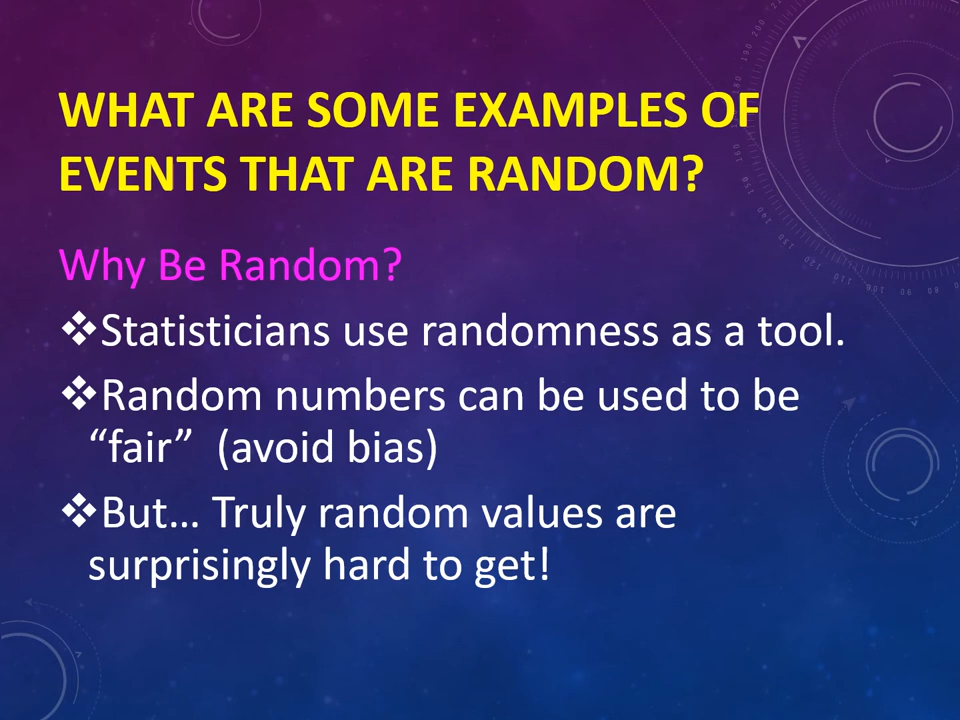 WHAT ARE SOME EXAMPLES OF
EVENTS THAT ARE RANDOM?
Why Be Random?
❖Statisticians use randomness as a tool.
❖Random numbers can be used to be
“fair”  (avoid bias)
❖But… Truly random values are
surprisingly hard to get!